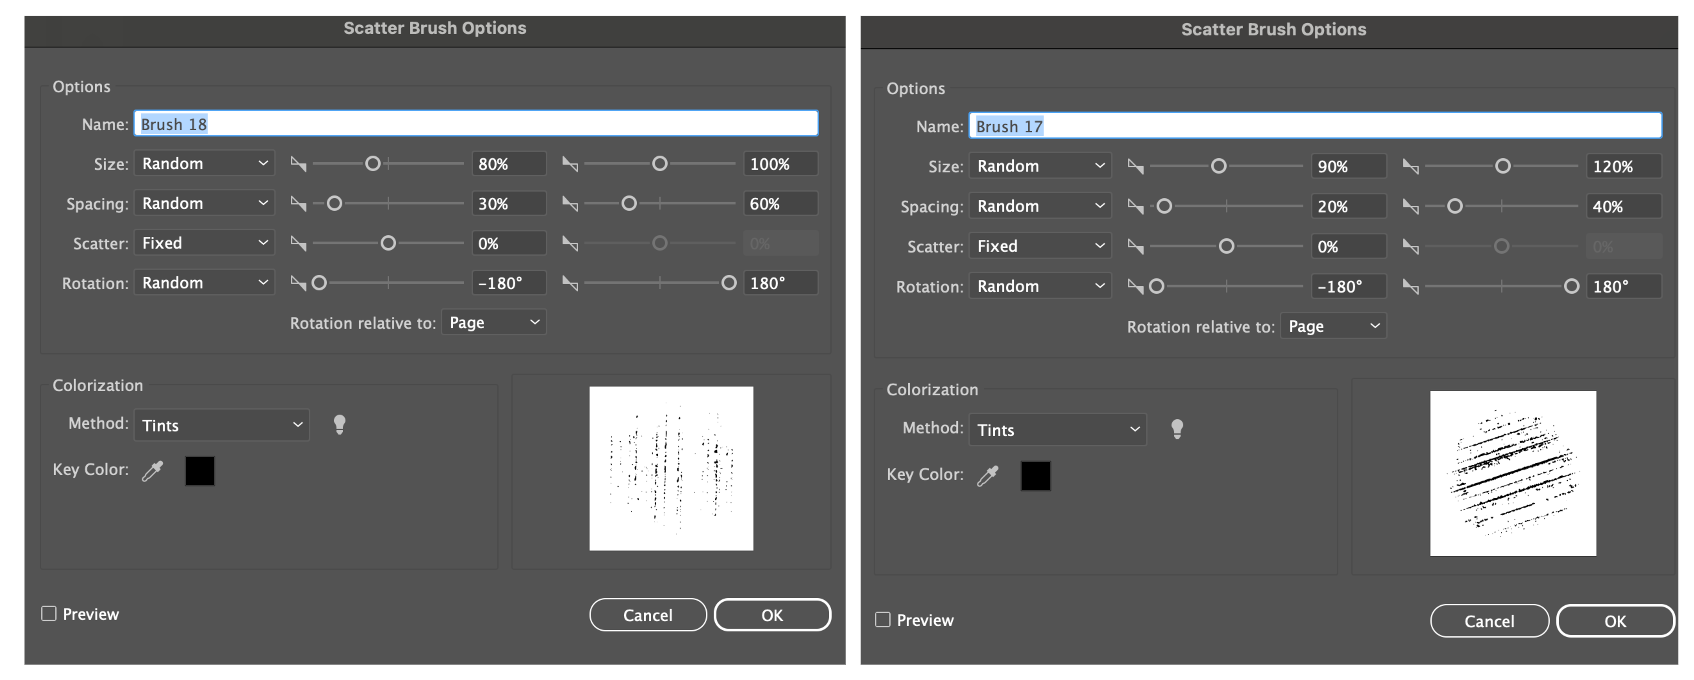 Scatter Brush Options
Options
Name: Brush 18
Size: Random 80% 100%
Spacing: Random 30% 60%
Scatter: Fixed 0% 0%
Rotation: Random -180° 180°
Rotation relative to: Page
Colorization
Method: Tints
Key Color:
Preview
Cancel OK
Scatter Brush Options
Options
Name: Brush 17
Size: Random 90% 120%
Spacing: Random 20% 40%
Scatter: Fixed 0% 0%
Rotation: Random -180° 180°
Rotation relative to: Page
Colorization
Method: Tints
Key Color:
Preview
Cancel OK